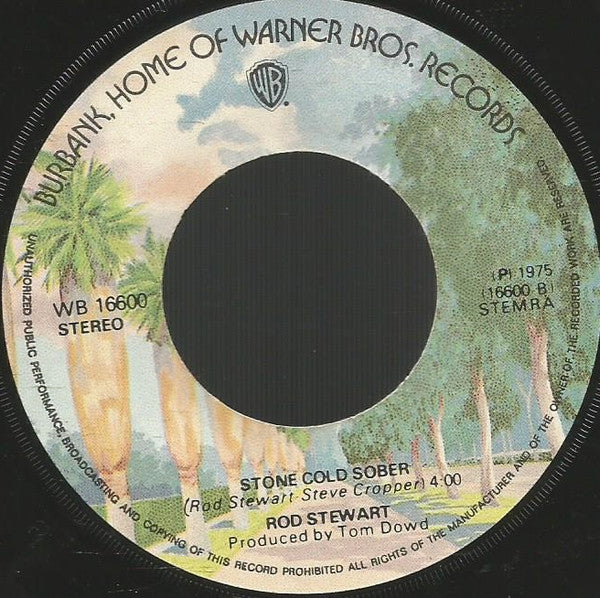 BURBANK, HOME OF WARNER BROS. RECORDS
WB
WB 16600
STEREO
(P) 1975
(16600 B)
STEMRA
STONE COLD SOBER
(Rod Stewart-Steve Cropper) 4:00
ROD STEWART
Produced by Tom Dowd
UNAUTHORIZED PUBLIC PERFORMANCE, BROADCASTING AND COPYING OF THIS RECORD PROHIBITED ALL RIGHTS OF THE MANUFACTURER AND OF THE OWNER OF THE RECORDED WORK ARE RESERVED